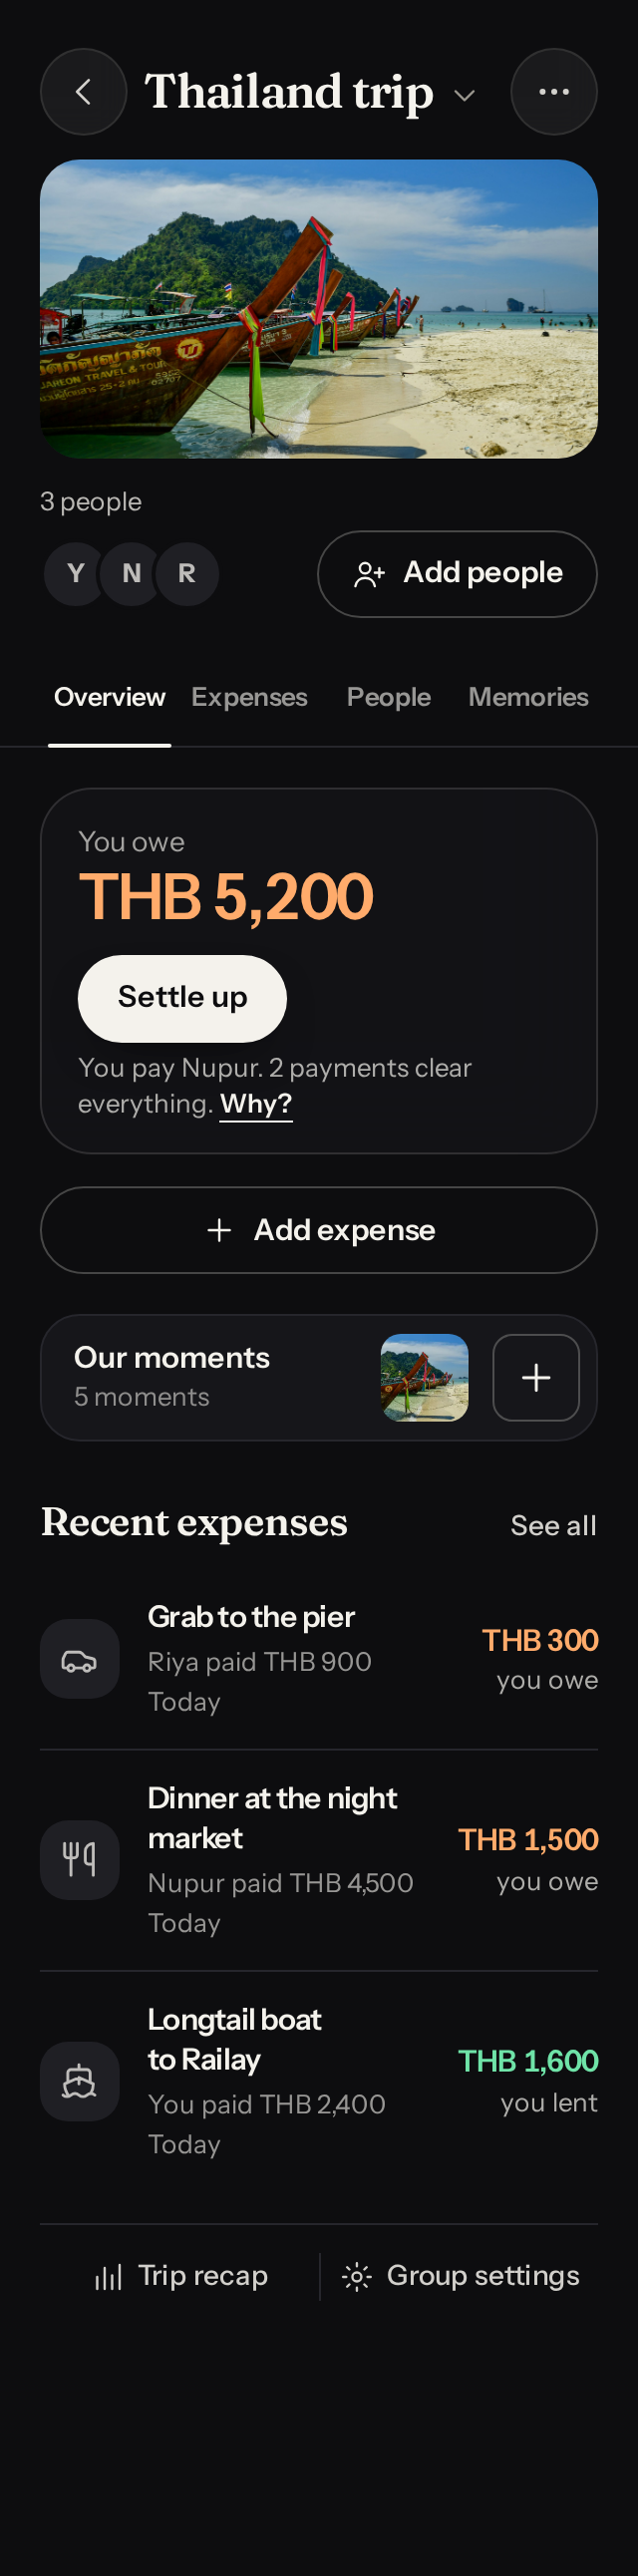 Thailand trip
JAREON TRAVEL & TOUR
3 people
Y N R
Add people
Overview Expenses People Memories
You owe
THB 5,200
Settle up
You pay Nupur. 2 payments clear
everything. Why?
Add expense
Our moments
5 moments
Recent expenses
See all
Grab to the pier
Riya paid THB 900
Today
THB 300
you owe
Dinner at the night
market
Nupur paid THB 4,500
Today
THB 1,500
you owe
Longtail boat
to Railay
You paid THB 2,400
Today
THB 1,600
you lent
Trip recap
Group settings